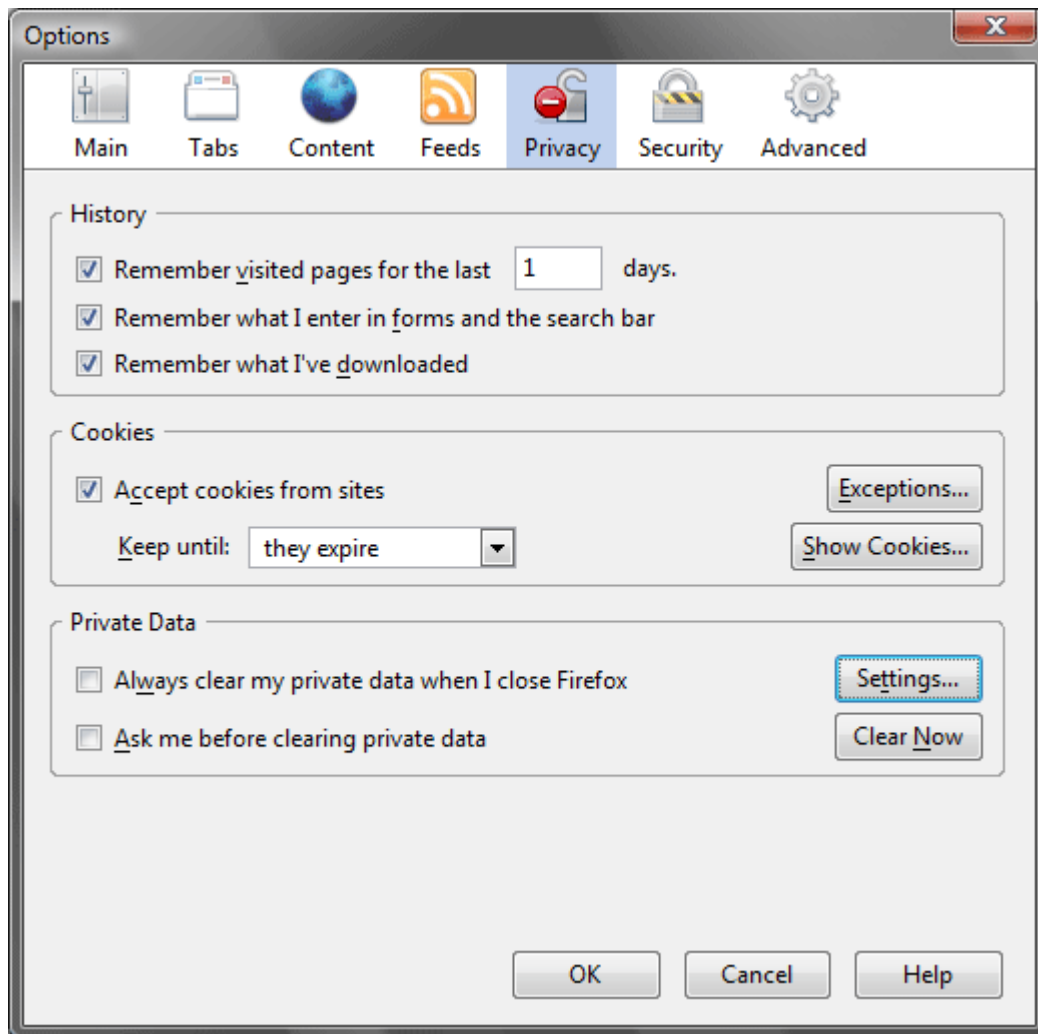 Options
Main Tabs Content Feeds Privacy Security Advanced
History
Remember visited pages for the last 1 days.
Remember what I enter in forms and the search bar
Remember what I've downloaded
Cookies
Accept cookies from sites Exceptions...
Keep until: they expire Show Cookies...
Private Data
Always clear my private data when I close Firefox Settings...
Ask me before clearing private data Clear Now
OK Cancel Help